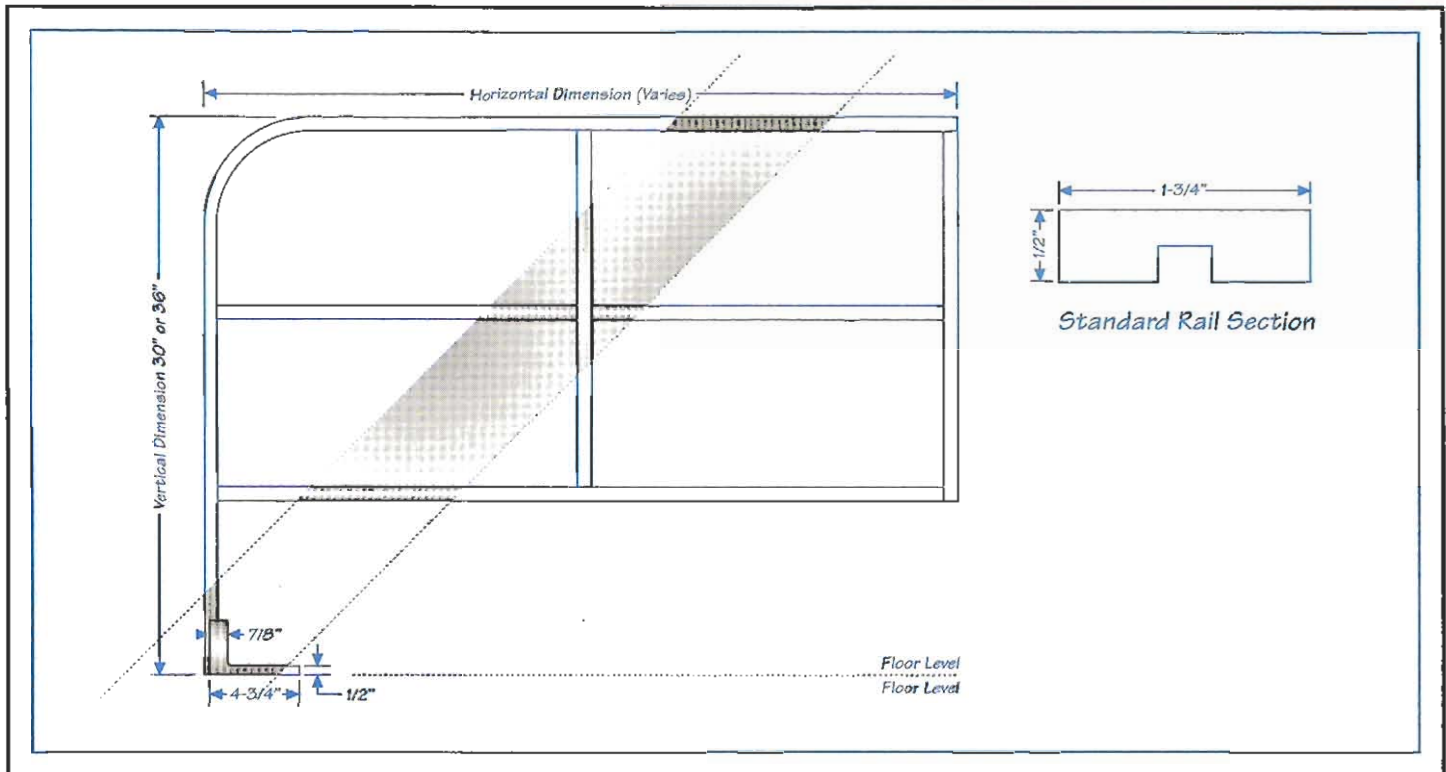 Horizontal Dimension (Varies)
Vertical Dimension 30" or 36"
1-3/4"
1/2"
Standard Rail Section
7/8"
4-3/4"
1/2"
Floor Level
Floor Level